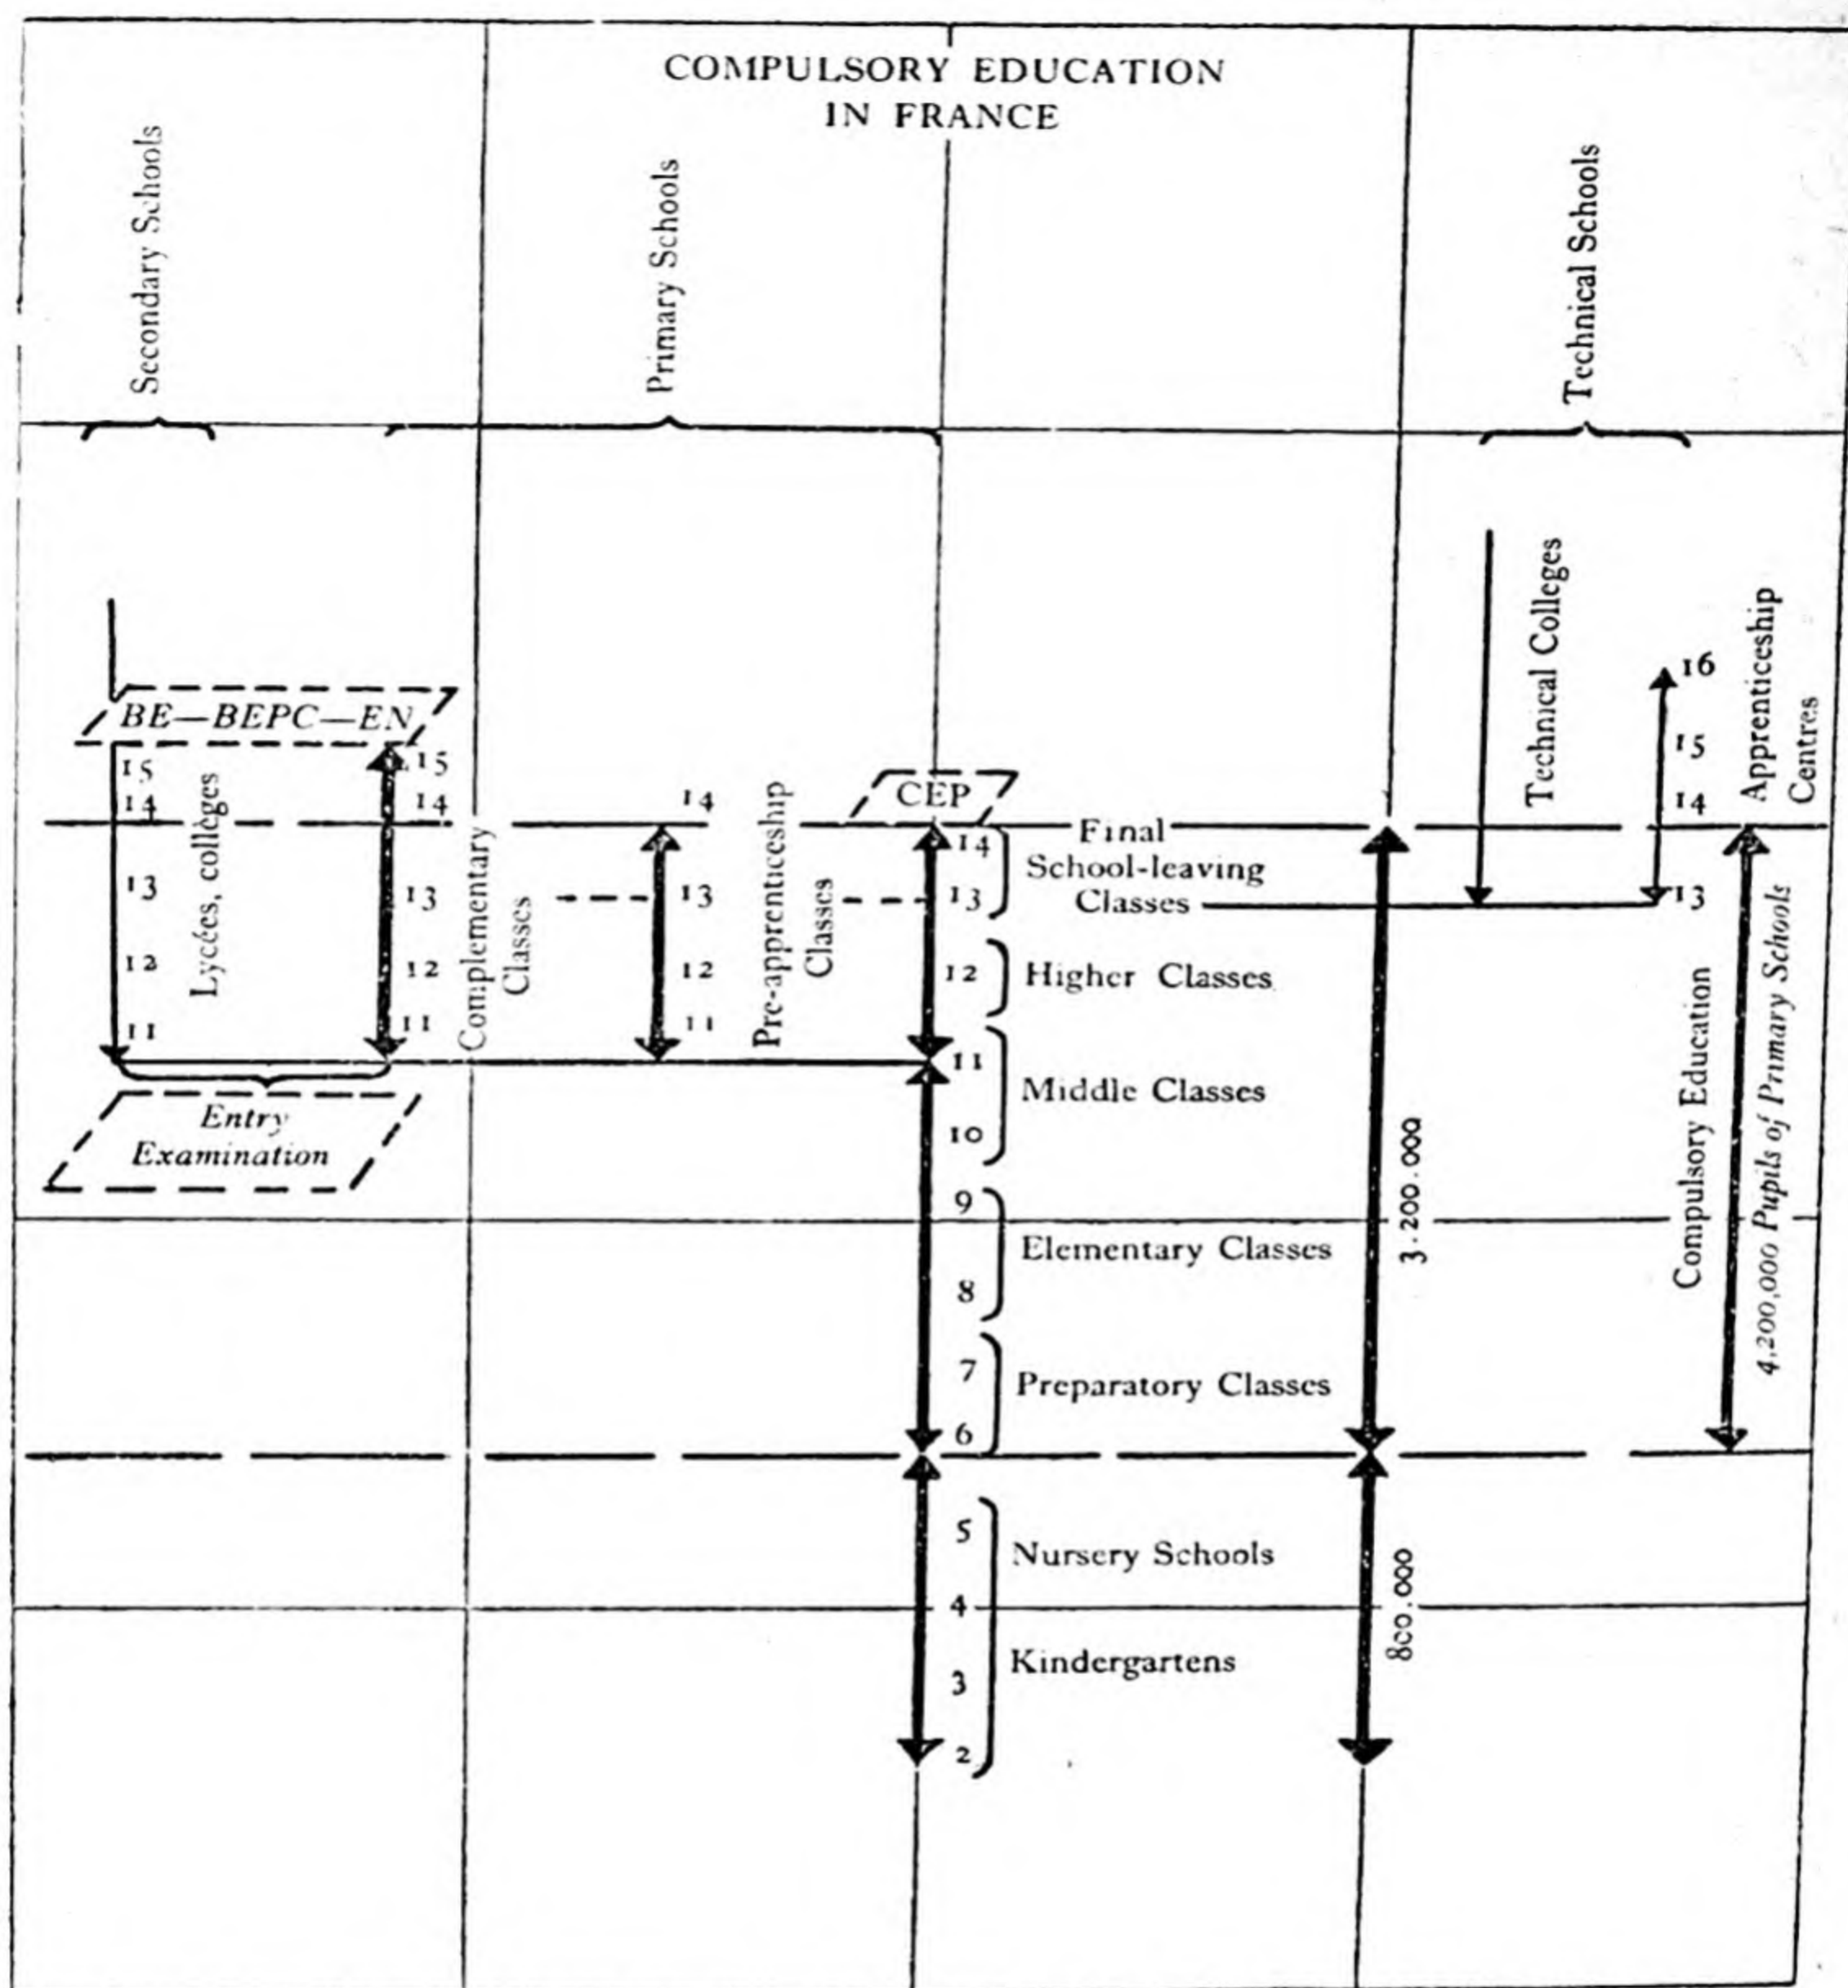 COMPULSORY EDUCATION
IN FRANCE
Secondary Schools
Primary Schools
Technical Schools
BE—BEPC—EN
15
14
13
12
11
Lycées, collèges
15
14
13
12
11
Complementary
Classes
14
13
12
11
Pre-apprenticeship
Classes
CEP
14
13
12
11
10
9
8
7
6
5
4
3
2
Final
School-leaving
Classes
Higher Classes
Middle Classes
Elementary Classes
Preparatory Classes
Nursery Schools
Kindergartens
3.200.000
800.000
Technical Colleges
16
15
14
13
Apprenticeship
Centres
Compulsory Education
4,200,000 Pupils of Primary Schools
Entry
Examination